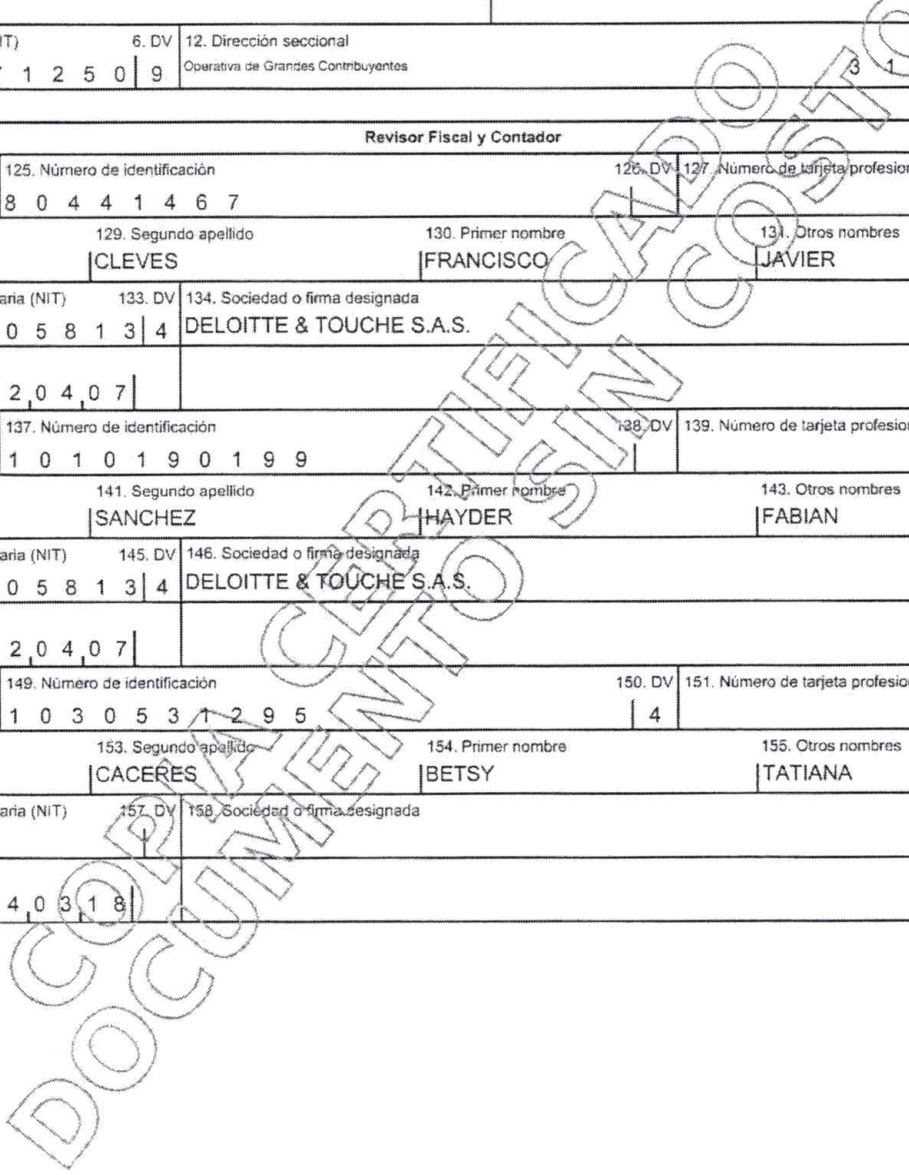 IT) 6. DV 12. Dirección seccional
1 2 5 0 9 Operativa de Grandes Contribuyentes 3 1
Revisor Fiscal y Contador
125. Número de identificación 126. DV 127. Número de tarjeta profesion
8 0 4 4 1 4 6 7
129. Segundo apellido 130. Primer nombre 131. Otros nombres
CLEVES FRANCISCO JAVIER
aria (NIT) 133. DV 134. Sociedad o firma designada
0 5 8 1 3 4 DELOITTE & TOUCHE S.A.S.
2 0 4 0 7
137. Número de identificación 138. DV 139. Número de tarjeta profesion
1 0 1 0 1 9 0 1 9 9
141. Segundo apellido 142. Primer nombre 143. Otros nombres
SANCHEZ HAYDER FABIAN
aria (NIT) 145. DV 146. Sociedad o firma designada
0 5 8 1 3 4 DELOITTE & TOUCHE S.A.S.
2 0 4 0 7
149. Número de identificación 150. DV 151. Número de tarjeta profesion
1 0 3 0 5 3 1 2 9 5 4
153. Segundo apellido 154. Primer nombre 155. Otros nombres
CACERES BETSY TATIANA
aria (NIT) 157. DV 158. Sociedad o firma designada
4 0 3 1 8
COPIA CERTIFICADO
DOCUMENTO SIN COSTO